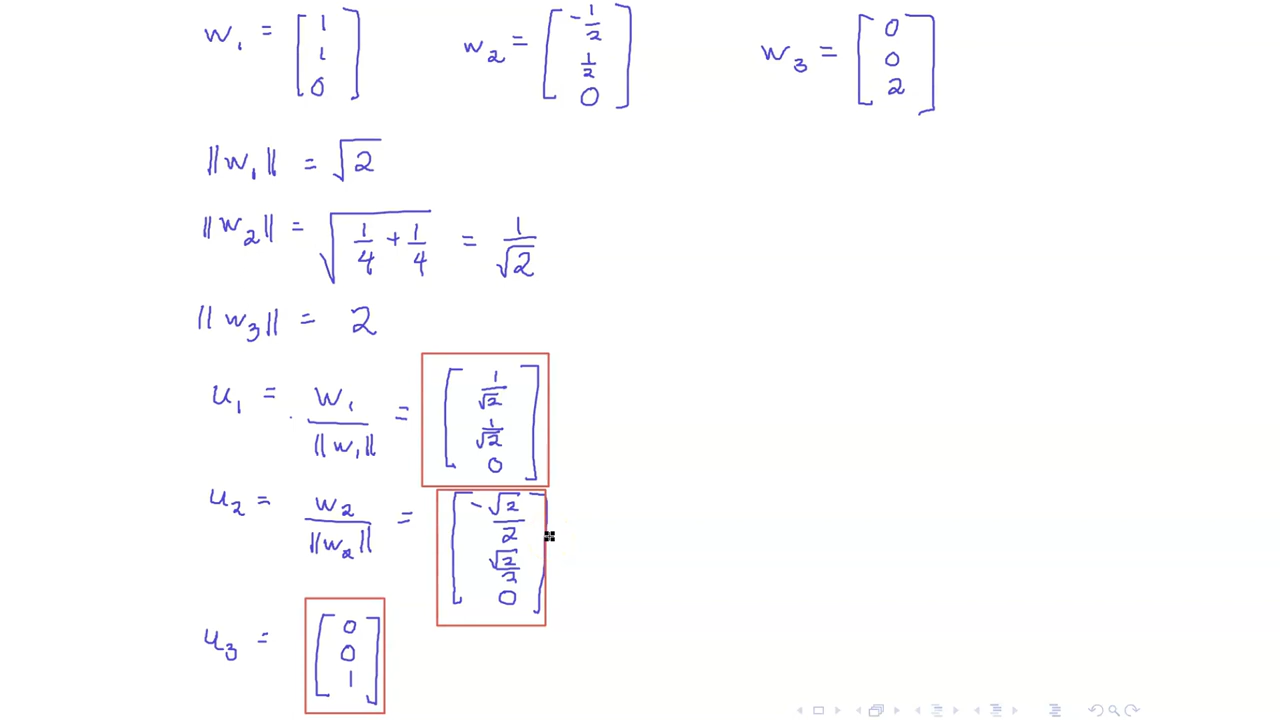 w₁ = [1 1 0] w₂ = [-1/2 1/2 0] w₃ = [0 0 2]
||w₁|| = √2
||w₂|| = √(1/4 + 1/4) = 1/√2
||w₃|| = 2
u₁ = w₁/||w₁|| = [1/√2 1/√2 0]
u₂ = w₂/||w₂|| = [-√2/2 √2/2 0]
u₃ = [0 0 1]